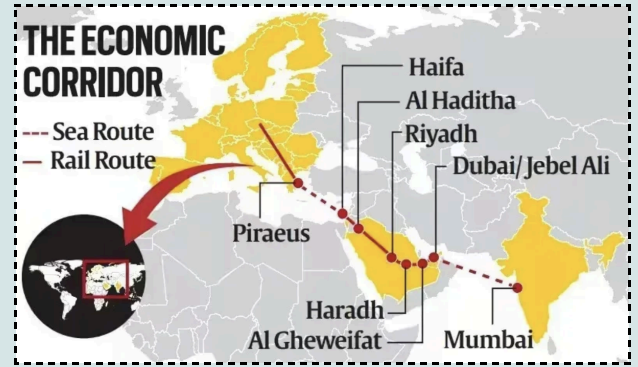 THE ECONOMIC
CORRIDOR
Sea Route
Rail Route
Haifa
Al Haditha
Riyadh
Dubai/Jebel Ali
Piraeus
Haradh
Al Gheweifat
Mumbai